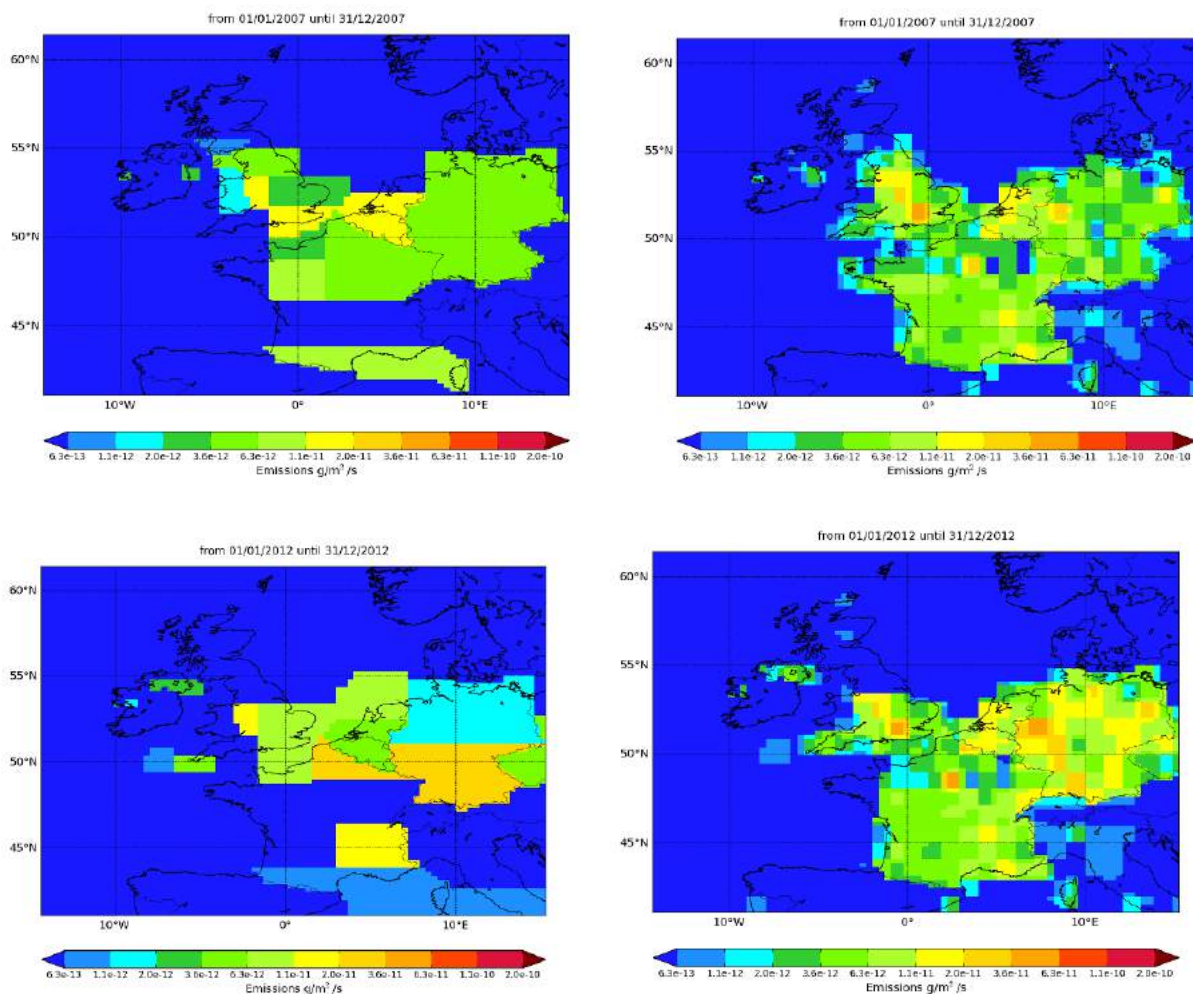 from 01/01/2007 until 31/12/2007
60°N
55°N
50°N
45°N
10°W 0° 10°E
6.3e-13 1.1e-12 2.0e-12 3.6e-12 6.3e-12 1.1e-11 2.0e-11 3.6e-11 6.3e-11 1.1e-10 2.0e-10
Emissions g/m² /s
from 01/01/2007 until 31/12/2007
60°N
55°N
50°N
45°N
10°W 0° 10°E
6.3e-13 1.1e-12 2.0e-12 3.6e-12 6.3e-12 1.1e-11 2.0e-11 3.6e-11 6.3e-11 1.1e-10 2.0e-10
Emissions g/m² /s
from 01/01/2012 until 31/12/2012
60°N
55°N
50°N
45°N
10°W 0° 10°E
6.3e-13 1.1e-12 2.0e-12 3.6e-12 6.3e-12 1.1e-11 2.0e-11 3.6e-11 6.3e-11 1.1e-10 2.0e-10
Emissions g/m² /s
from 01/01/2012 until 31/12/2012
60°N
55°N
50°N
45°N
10°W 0° 10°E
6.3e-13 1.1e-12 2.0e-12 3.6e-12 6.3e-12 1.1e-11 2.0e-11 3.6e-11 6.3e-11 1.1e-10 2.0e-10
Emissions g/m² /s